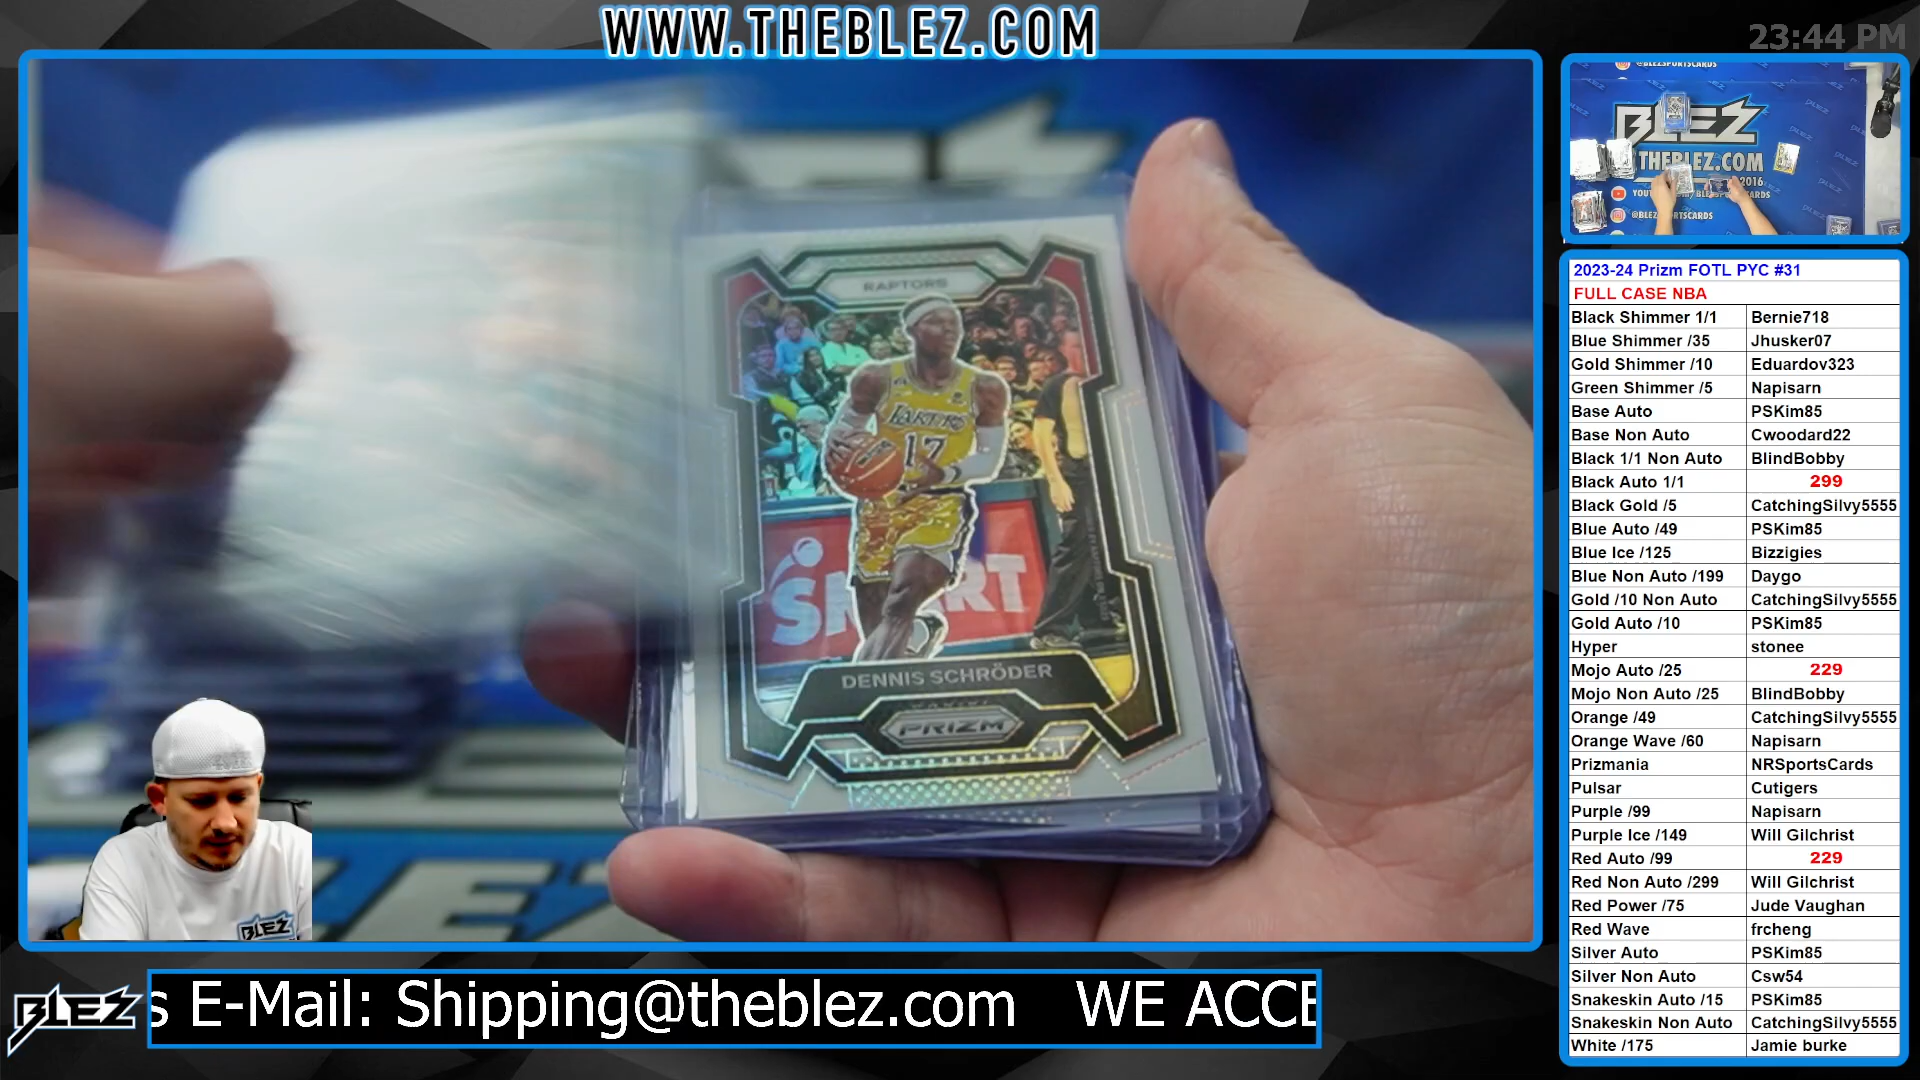 WWW.THEBLEZ.COM
23:44 PM
RAPTORS
LAKERS
17
DENNIS SCHRÖDER
PANINI
PRIZM
@BLEZSPORTSCARDS
BLEZ
THEBLEZ.COM
2016
2023-24 Prizm FOTL PYC #31
FULL CASE NBA
Black Shimmer 1/1 Bernie718
Blue Shimmer /35 Jhusker07
Gold Shimmer /10 Eduardov323
Green Shimmer /5 Napisarn
Base Auto PSKim85
Base Non Auto Cwoodard22
Black 1/1 Non Auto BlindBobby
Black Auto 1/1 299
Black Gold /5 CatchingSilvy5555
Blue Auto /49 PSKim85
Blue Ice /125 Bizzigies
Blue Non Auto /199 Daygo
Gold /10 Non Auto CatchingSilvy5555
Gold Auto /10 PSKim85
Hyper stonee
Mojo Auto /25 229
Mojo Non Auto /25 BlindBobby
Orange /49 CatchingSilvy5555
Orange Wave /60 Napisarn
Prizmania NRSportsCards
Pulsar Cutigers
Purple /99 Napisarn
Purple Ice /149 Will Gilchrist
Red Auto /99 229
Red Non Auto /299 Will Gilchrist
Red Power /75 Jude Vaughan
Red Wave frcheng
Silver Auto PSKim85
Silver Non Auto Csw54
Snakeskin Auto /15 PSKim85
Snakeskin Non Auto CatchingSilvy5555
White /175 Jamie burke
BLEZ
BLEZ
s E-Mail: Shipping@theblez.com WE ACCE